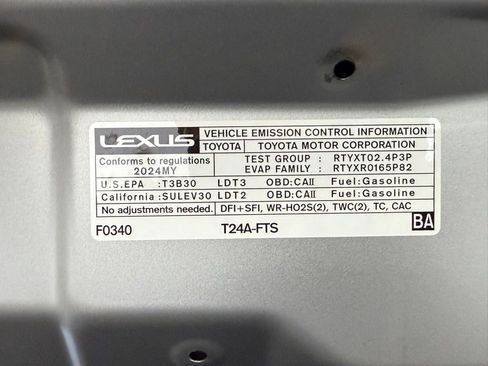 LEXUS VEHICLE EMISSION CONTROL INFORMATION
TOYOTA TOYOTA MOTOR CORPORATION
Conforms to regulations TEST GROUP : RTYXT02.4P3P
2024MY EVAP FAMILY : RTYXR0165P82
U.S.EPA :T3B30 LDT3 OBD:CAII Fuel:Gasoline
California :SULEV30 LDT2 OBD:CAII Fuel:Gasoline
No adjustments needed. DFI+SFI, WR-HO2S(2), TWC(2), TC, CAC
F0340 T24A-FTS BA